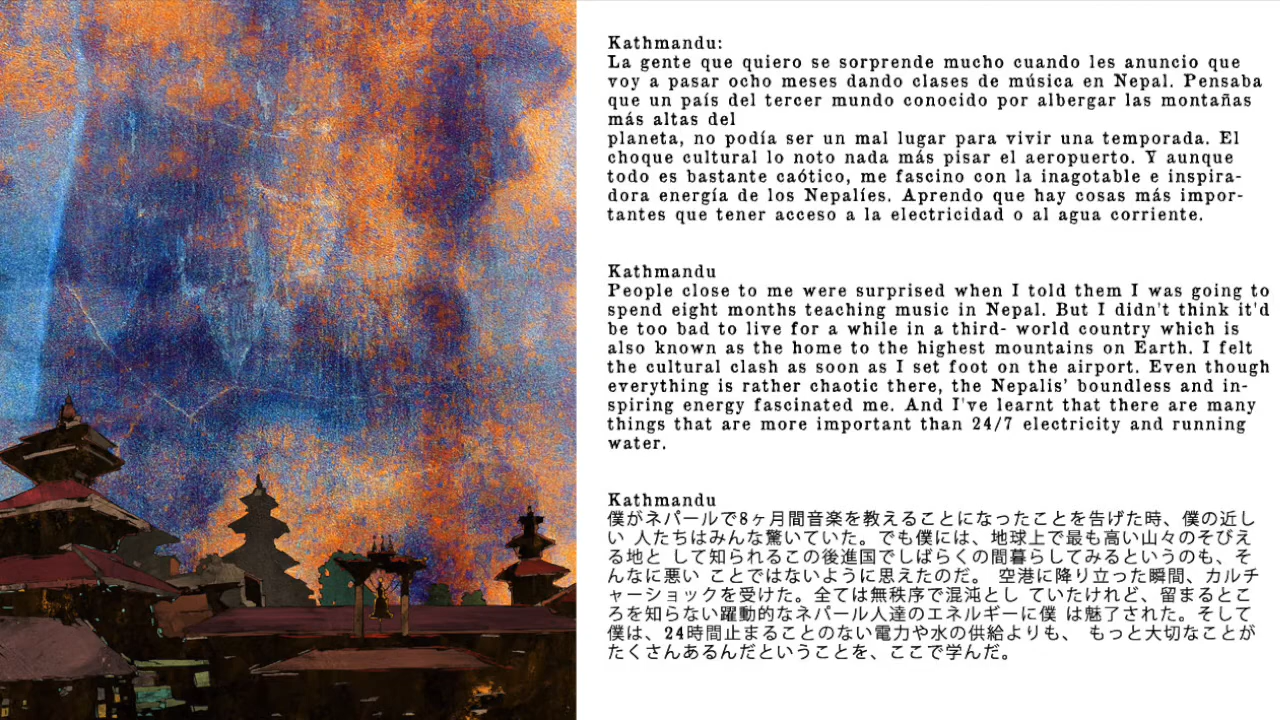 Kathmandu:
La gente que quiero se sorprende mucho cuando les anuncio que
voy a pasar ocho meses dando clases de música en Nepal. Pensaba
que un país del tercer mundo conocido por albergar las montañas
más altas del
planeta, no podía ser un mal lugar para vivir una temporada. El
choque cultural lo noto nada más pisar el aeropuerto. Y aunque
todo es bastante caótico, me fascino con la inagotable e inspira-
dora energía de los Nepalíes. Aprendo que hay cosas más impor-
tantes que tener acceso a la electricidad o al agua corriente.
Kathmandu
People close to me were surprised when I told them I was going to
spend eight months teaching music in Nepal. But I didn't think it'd
be too bad to live for a while in a third- world country which is
also known as the home to the highest mountains on Earth. I felt
the cultural clash as soon as I set foot on the airport. Even though
everything is rather chaotic there, the Nepalis' boundless and in-
spiring energy fascinated me. And I've learnt that there are many
things that are more important than 24/7 electricity and running
water.
Kathmandu
僕がネパールで8ヶ月間音楽を教えることになったことを告げた時、僕の近し
い 人たちはみんな驚いていた。でも僕には、地球上で最も高い山々のそびえ
る地と して知られるこの後進国でしばらくの間暮らしてみるというのも、そ
んなに悪い ことではないように思えたのだ。 空港に降り立った瞬間、カルチ
ャーショックを受けた。全ては無秩序で混沌とし ていたけれど、留まるとこ
ろを知らない躍動的なネパール人達のエネルギーに僕 は魅了された。そして
僕は、24時間止まることのない電力や水の供給よりも、 もっと大切なことが
たくさんあるんだということを、ここで学んだ。